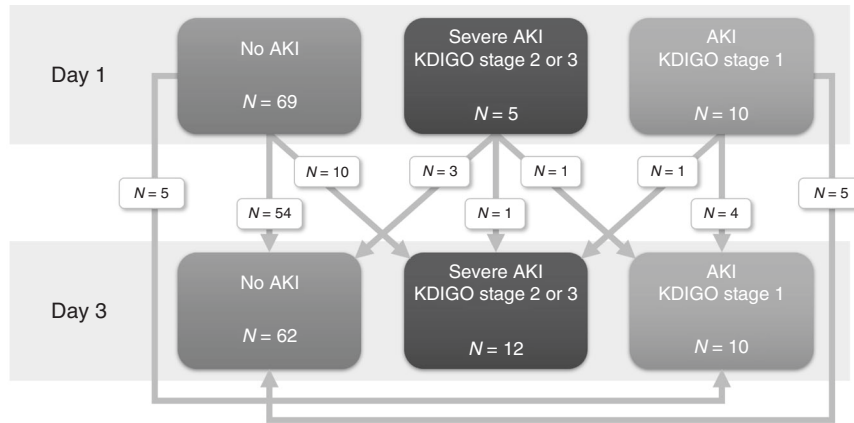 Day 1
No AKI
N = 69
Severe AKI
KDIGO stage 2 or 3
N = 5
AKI
KDIGO stage 1
N = 10
N = 5
N = 54
N = 10
N = 3
N = 1
N = 1
N = 1
N = 4
N = 5
Day 3
No AKI
N = 62
Severe AKI
KDIGO stage 2 or 3
N = 12
AKI
KDIGO stage 1
N = 10